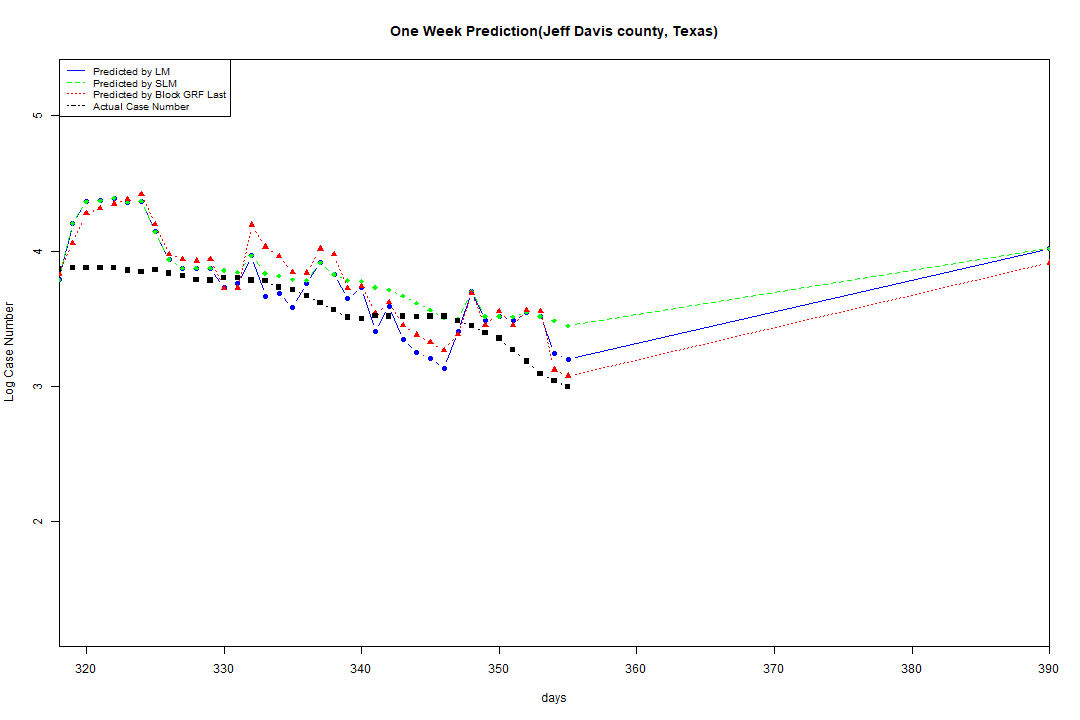 One Week Prediction(Jeff Davis county, Texas)
Predicted by LM
Predicted by SLM
Predicted by Block GRF Last
Actual Case Number
5
4
3
2
Log Case Number
320 330 340 350 360 370 380 390
days